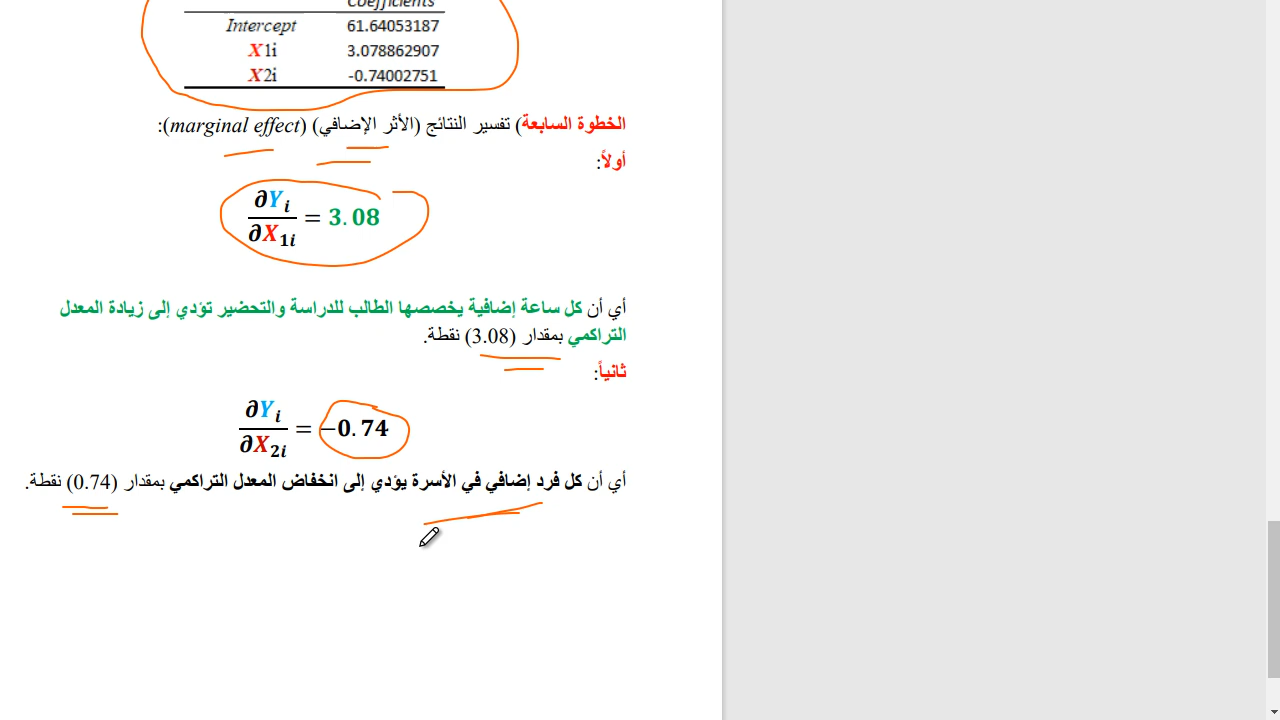 Coefficients
Intercept 61.64053187
X1i 3.078862907
X2i -0.74002751
الخطوة السابعة) تفسير النتائج (الأثر الإضافي) (marginal effect):
أولاً:
∂Yi/∂X1i = 3.08
أي أن كل ساعة إضافية يخصصها الطالب للدراسة والتحضير تؤدي إلى زيادة المعدل
التراكمي بمقدار (3.08) نقطة.
ثانياً:
∂Yi/∂X2i = −0.74
أي أن كل فرد إضافي في الأسرة يؤدي إلى انخفاض المعدل التراكمي بمقدار (0.74) نقطة.